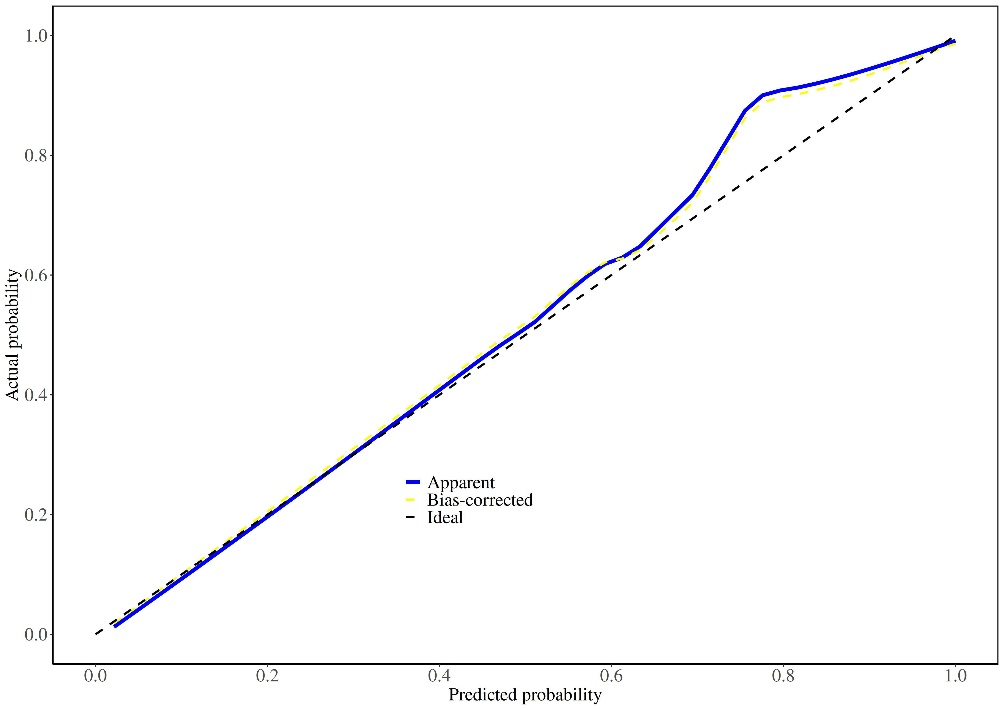 1.0
0.8
0.6
0.4
0.2
0.0
Actual probability
Apparent
Bias-corrected
Ideal
0.0 0.2 0.4 0.6 0.8 1.0
Predicted probability